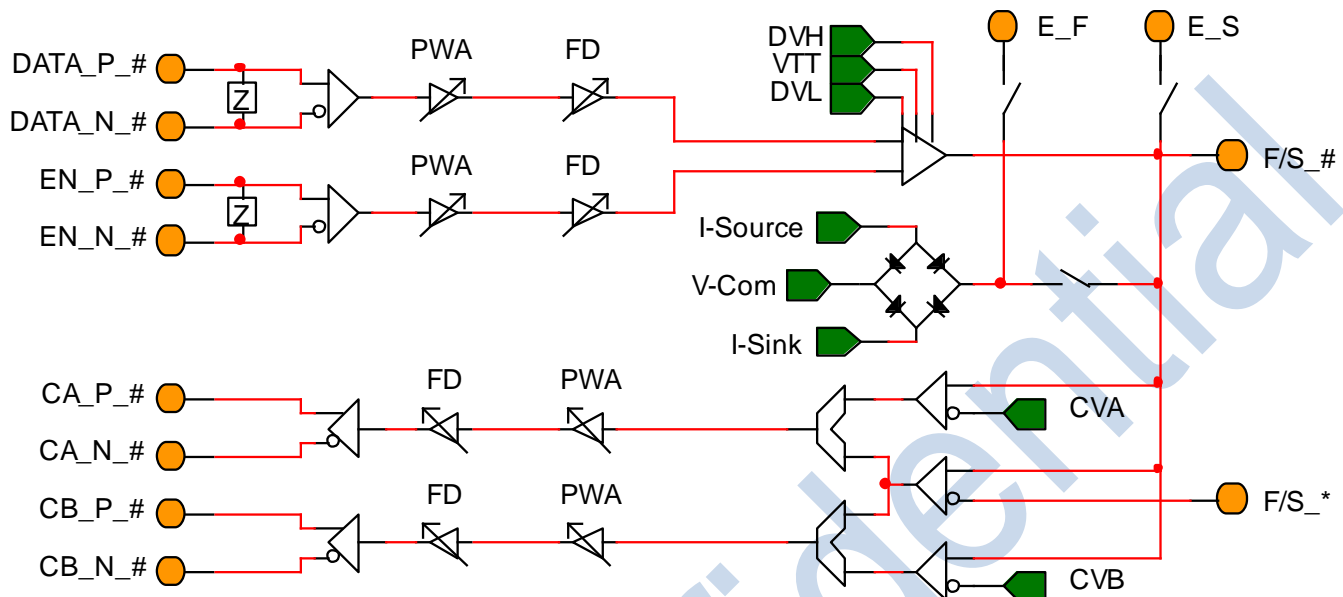 DATA_P_#
DATA_N_#
EN_P_#
EN_N_#
Z
Z
PWA
FD
PWA
FD
DVH
VTT
DVL
E_F
E_S
F/S_#
I-Source
V-Com
I-Sink
CA_P_#
CA_N_#
CB_P_#
CB_N_#
FD
PWA
FD
PWA
CVA
F/S_*
CVB